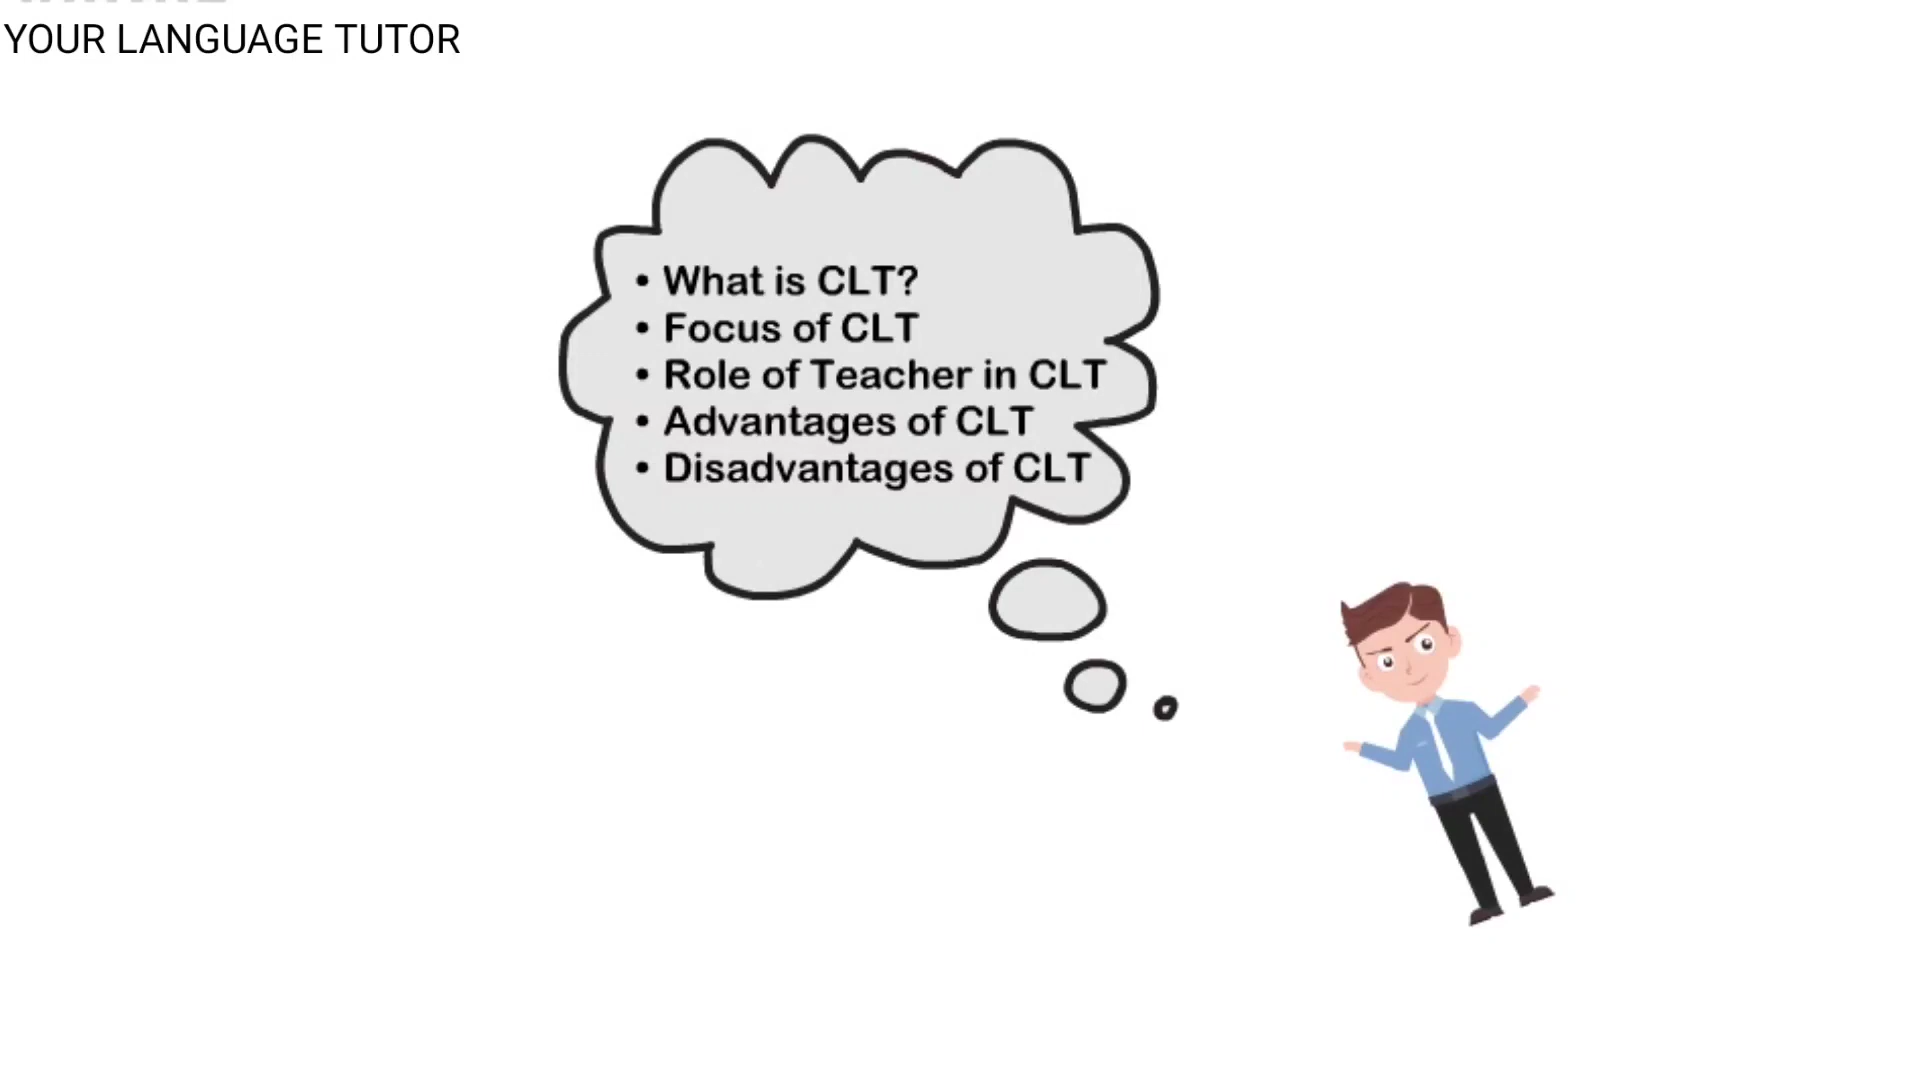 YOUR LANGUAGE TUTOR
• What is CLT?
• Focus of CLT
• Role of Teacher in CLT
• Advantages of CLT
• Disadvantages of CLT